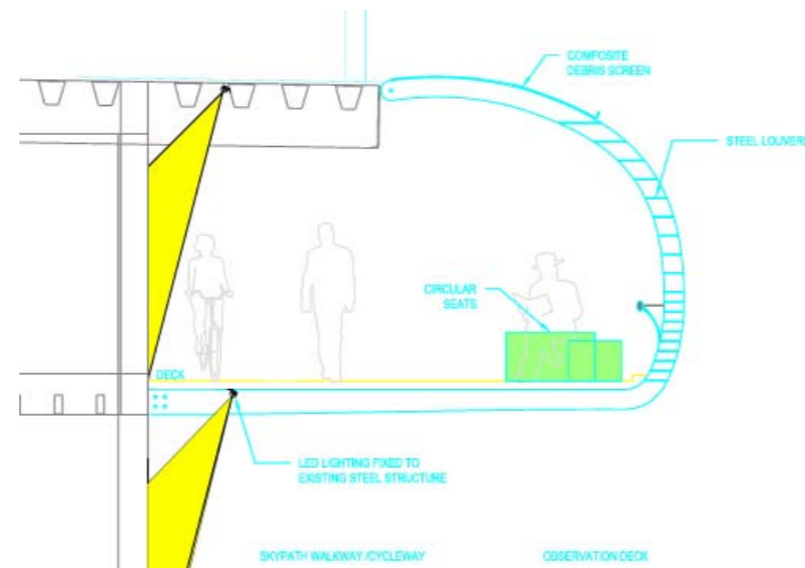 COMPOSITE
DEBRIS SCREEN
STEEL LOUVERS
CIRCULAR
SEATS
DECK
LED LIGHTING FIXED TO
EXISTING STEEL STRUCTURE
SKYPATH WALKWAY /CYCLEWAY
OBSERVATION DECK